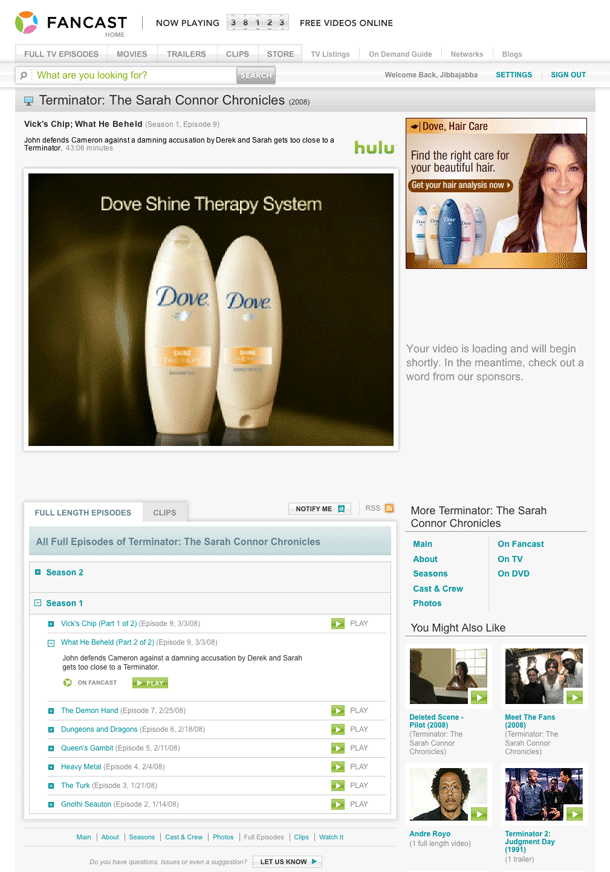 FANCAST
HOME
NOW PLAYING 3 8 1 2 3 FREE VIDEOS ONLINE
FULL TV EPISODES MOVIES TRAILERS CLIPS STORE TV Listings On Demand Guide Networks Blogs
What are you looking for? SEARCH Welcome Back, Jibbajabba SETTINGS SIGN OUT
Terminator: The Sarah Connor Chronicles (2008)
Vick's Chip; What He Beheld (Season 1, Episode 9)
John defends Cameron against a damning accusation by Derek and Sarah gets too close to a
Terminator. 43:06 minutes
hulu
Dove Shine Therapy System
Dove Dove
SHINE
THERAPY
SHAMPOO
SHINE
Dove, Hair Care
Find the right care for
your beautiful hair.
Get your hair analysis now
Your video is loading and will begin
shortly. In the meantime, check out a
word from our sponsors.
FULL LENGTH EPISODES CLIPS NOTIFY ME RSS
All Full Episodes of Terminator: The Sarah Connor Chronicles
Season 2
Season 1
Vick's Chip (Part 1 of 2) (Episode 9, 3/3/08) PLAY
What He Beheld (Part 2 of 2) (Episode 9, 3/3/08)
John defends Cameron against a damning accusation by Derek and Sarah
gets too close to a Terminator.
ON FANCAST PLAY
The Demon Hand (Episode 7, 2/25/08) PLAY
Dungeons and Dragons (Episode 6, 2/18/08) PLAY
Queen's Gambit (Episode 5, 2/11/08) PLAY
Heavy Metal (Episode 4, 2/4/08) PLAY
The Turk (Episode 3, 1/21/08) PLAY
Gnothi Seauton (Episode 2, 1/14/08) PLAY
Main About Seasons Cast & Crew Photos Full Episodes Clips Watch It
Do you have questions, issues or even a suggestion? LET US KNOW
More Terminator: The Sarah
Connor Chronicles
Main On Fancast
About On TV
Seasons On DVD
Cast & Crew
Photos
You Might Also Like
Deleted Scene -
Pilot (2008)
(Terminator: The
Sarah Connor
Chronicles)
Meet The Fans
(2008)
(Terminator: The
Sarah Connor
Chronicles)
Andre Royo
(1 full length video)
Terminator 2:
Judgment Day
(1991)
(1 trailer)